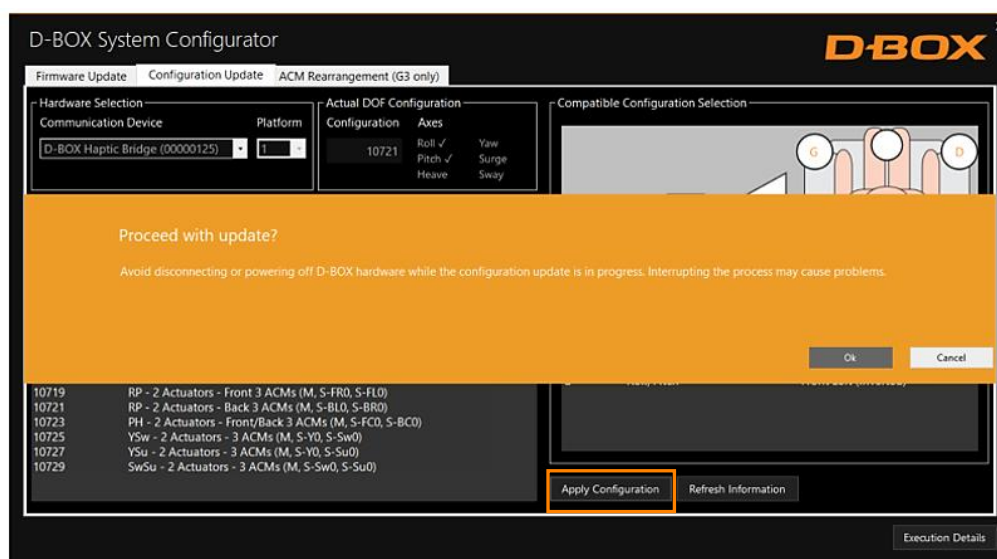 D-BOX System Configurator
D-BOX
Firmware Update Configuration Update ACM Rearrangement (G3 only)
Hardware Selection
Communication Device Platform
D-BOX Haptic Bridge (00000125) 1
Actual DOF Configuration
Configuration Axes
10721
Roll ✓ Yaw
Pitch ✓ Surge
Heave Sway
Compatible Configuration Selection
G D
Proceed with update?
Avoid disconnecting or powering off D-BOX hardware while the configuration update is in progress. Interrupting the process may cause problems.
Ok Cancel
10719 RP - 2 Actuators - Front 3 ACMs (M, S-FR0, S-FL0)
10721 RP - 2 Actuators - Back 3 ACMs (M, S-BL0, S-BR0)
10723 PH - 2 Actuators - Front/Back 3 ACMs (M, S-FC0, S-BC0)
10725 YSw - 2 Actuators - 3 ACMs (M, S-Y0, S-Sw0)
10727 YSu - 2 Actuators - 3 ACMs (M, S-Y0, S-Su0)
10729 SwSu - 2 Actuators - 3 ACMs (M, S-Sw0, S-Su0)
Apply Configuration Refresh Information
Execution Details